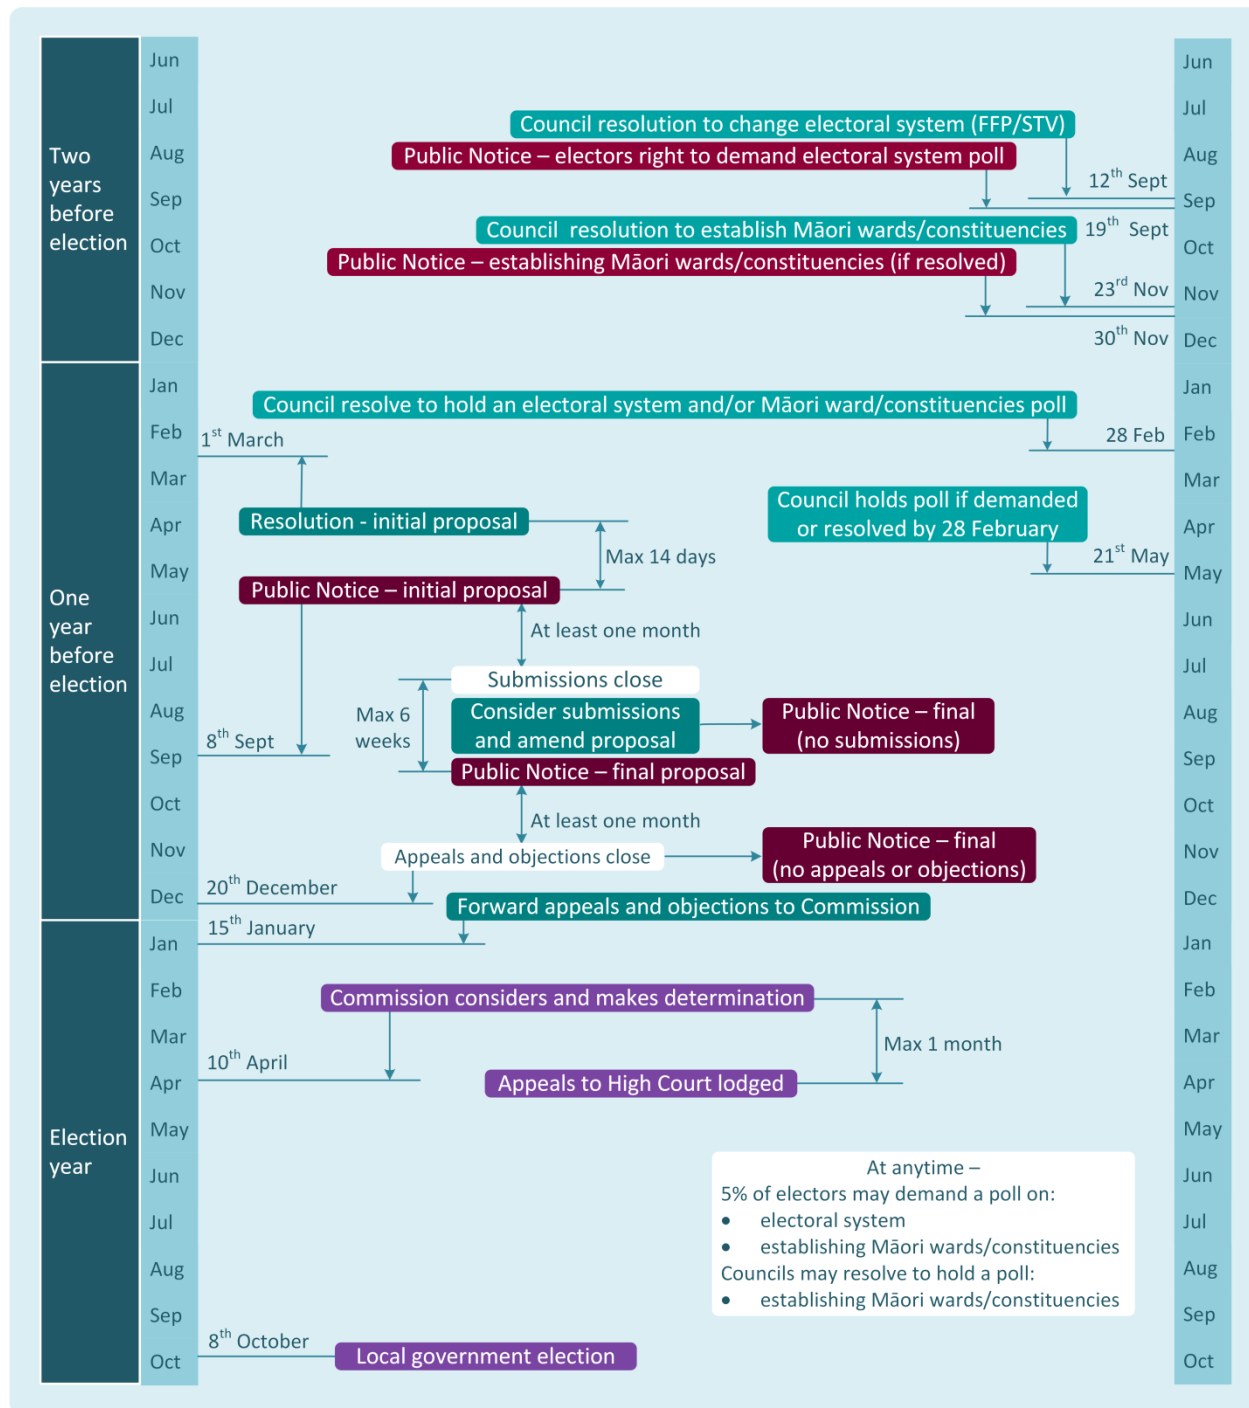 Two
years
before
election
Jun
Jul
Aug
Sep
Oct
Nov
Dec
Council resolution to change electoral system (FFP/STV)
Public Notice – electors right to demand electoral system poll
12th Sept
Council  resolution to establish Māori wards/constituencies
19th Sept
Public Notice – establishing Māori wards/constituencies (if resolved)
23rd Nov
30th Nov
Jun
Jul
Aug
Sep
Oct
Nov
Dec
One
year
before
election
Jan
Feb
Mar
Apr
May
Jun
Jul
Aug
Sep
Oct
Nov
Dec
Council resolve to hold an electoral system and/or Māori ward/constituencies poll
1st March
28 Feb
Resolution - initial proposal
Council holds poll if demanded
or resolved by 28 February
Max 14 days
21st May
Public Notice – initial proposal
At least one month
Submissions close
Max 6
weeks
Consider submissions
and amend proposal
Public Notice – final
(no submissions)
8th Sept
Public Notice – final proposal
At least one month
Appeals and objections close
Public Notice – final
(no appeals or objections)
20th December
Forward appeals and objections to Commission
Jan
Feb
Mar
Apr
May
Jun
Jul
Aug
Sep
Oct
Nov
Dec
Election
year
Jan
Feb
Mar
Apr
May
Jun
Jul
Aug
Sep
Oct
15th January
Commission considers and makes determination
Max 1 month
10th April
Appeals to High Court lodged
At anytime –
5% of electors may demand a poll on:
• electoral system
• establishing Māori wards/constituencies
Councils may resolve to hold a poll:
• establishing Māori wards/constituencies
8th October
Local government election
Jan
Feb
Mar
Apr
May
Jun
Jul
Aug
Sep
Oct